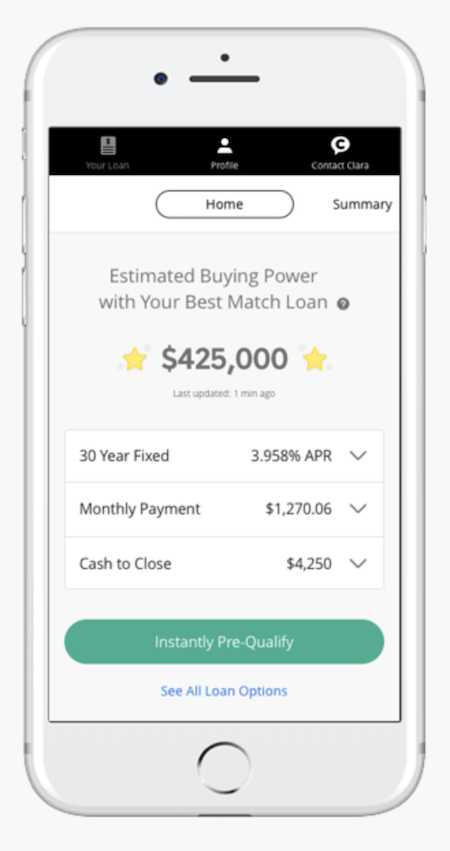 Your Loan
Profile
Contact Clara
Home
Summary
Estimated Buying Power
with Your Best Match Loan ?
$425,000
Last updated: 1 min ago
30 Year Fixed 3.958% APR
Monthly Payment $1,270.06
Cash to Close $4,250
Instantly Pre-Qualify
See All Loan Options